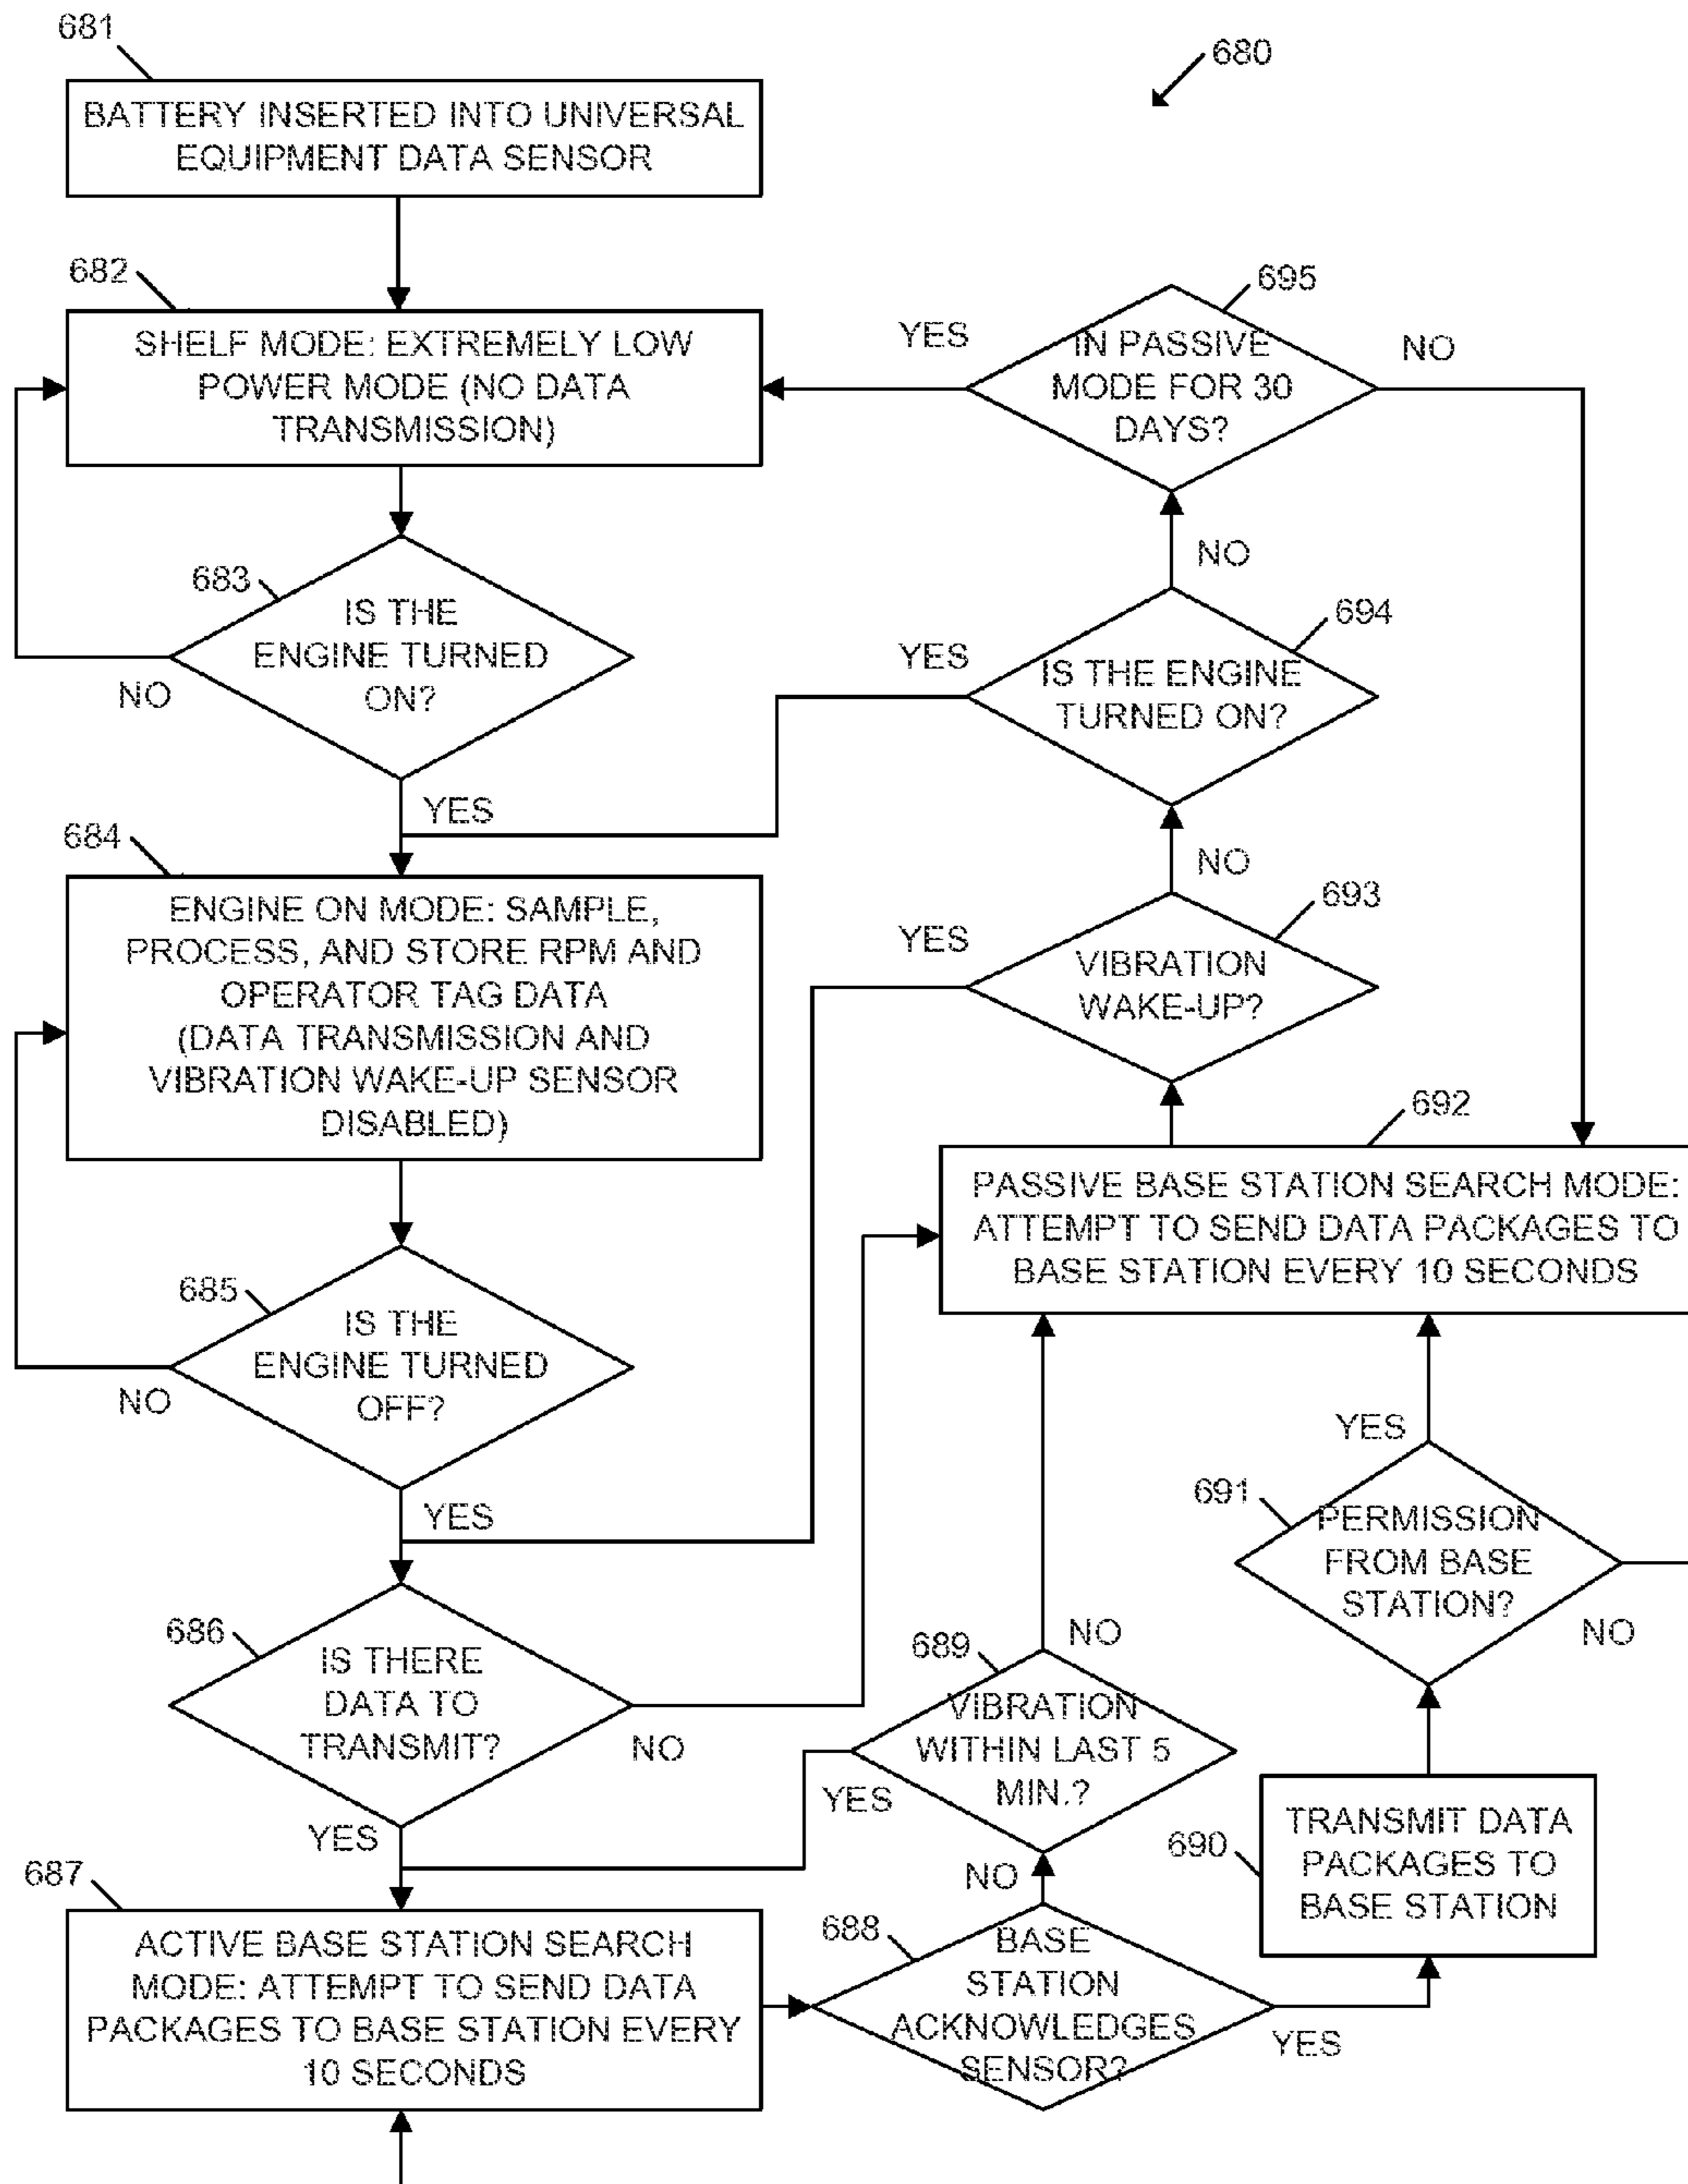 681
680
BATTERY INSERTED INTO UNIVERSAL
EQUIPMENT DATA SENSOR
682
SHELF MODE: EXTREMELY LOW
POWER MODE (NO DATA
TRANSMISSION)
683
IS THE
ENGINE TURNED
ON?
NO
YES
684
ENGINE ON MODE: SAMPLE,
PROCESS, AND STORE RPM AND
OPERATOR TAG DATA
(DATA TRANSMISSION AND
VIBRATION WAKE-UP SENSOR
DISABLED)
685
IS THE
ENGINE TURNED
OFF?
NO
YES
686
IS THERE
DATA TO
TRANSMIT?
NO
YES
687
ACTIVE BASE STATION SEARCH
MODE: ATTEMPT TO SEND DATA
PACKAGES TO BASE STATION EVERY
10 SECONDS
688
BASE
STATION
ACKNOWLEDGES
SENSOR?
NO
YES
689
VIBRATION
WITHIN LAST 5
MIN.?
YES
NO
690
TRANSMIT DATA
PACKAGES TO
BASE STATION
691
PERMISSION
FROM BASE
STATION?
YES
NO
692
PASSIVE BASE STATION SEARCH MODE:
ATTEMPT TO SEND DATA PACKAGES TO
BASE STATION EVERY 10 SECONDS
693
VIBRATION
WAKE-UP?
YES
NO
694
IS THE ENGINE
TURNED ON?
YES
NO
695
IN PASSIVE
MODE FOR 30
DAYS?
YES
NO